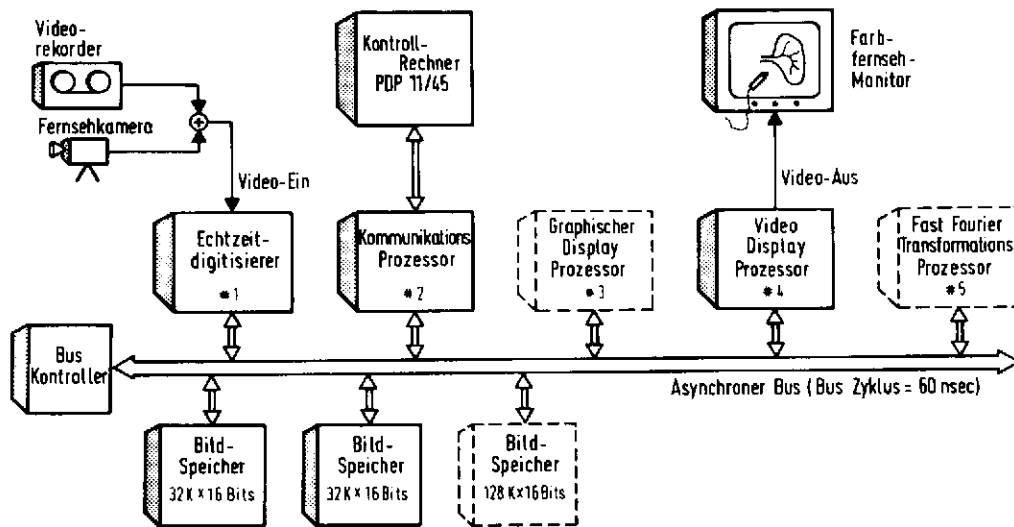 Video-
rekorder
Fernsehkamera
Video-Ein
Kontroll-
Rechner
PDP 11/45
Farb-
fernseh-
Monitor
Video-Aus
Echtzeit-
digitisierer
#1
Kommunikations
Prozessor
#2
Graphischer
Display
Prozessor
#3
Video
Display
Prozessor
#4
Fast Fourier
Transformations
Prozessor
#5
Bus
Kontroller
Asynchroner Bus (Bus Zyklus = 60 nsec)
Bild-
Speicher
32K × 16 Bits
Bild-
Speicher
32K × 16 Bits
Bild-
Speicher
128 K×16 Bits